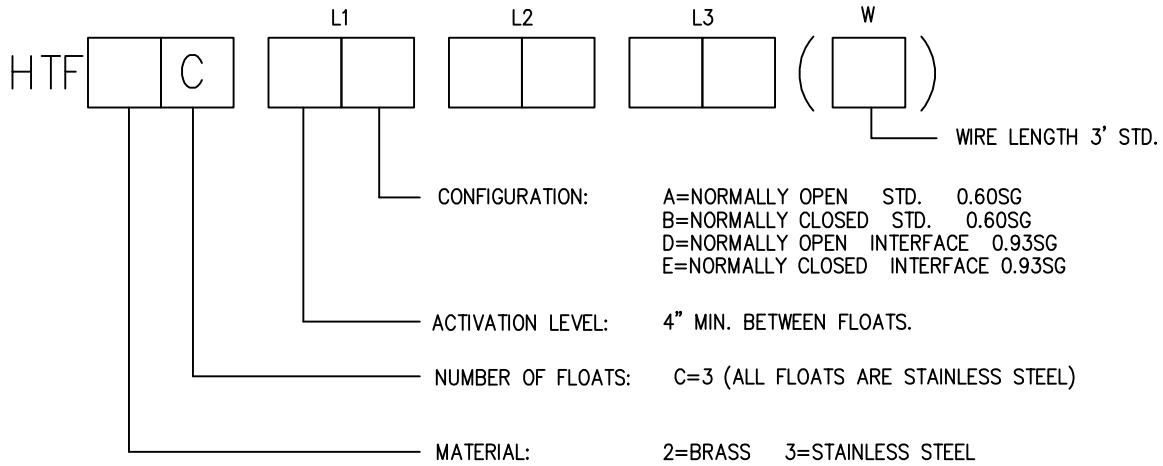 L1 L2 L3 W
HTF C ( )
WIRE LENGTH 3' STD.
CONFIGURATION: A=NORMALLY OPEN STD. 0.60SG
B=NORMALLY CLOSED STD. 0.60SG
D=NORMALLY OPEN INTERFACE 0.93SG
E=NORMALLY CLOSED INTERFACE 0.93SG
ACTIVATION LEVEL: 4" MIN. BETWEEN FLOATS.
NUMBER OF FLOATS: C=3 (ALL FLOATS ARE STAINLESS STEEL)
MATERIAL: 2=BRASS 3=STAINLESS STEEL